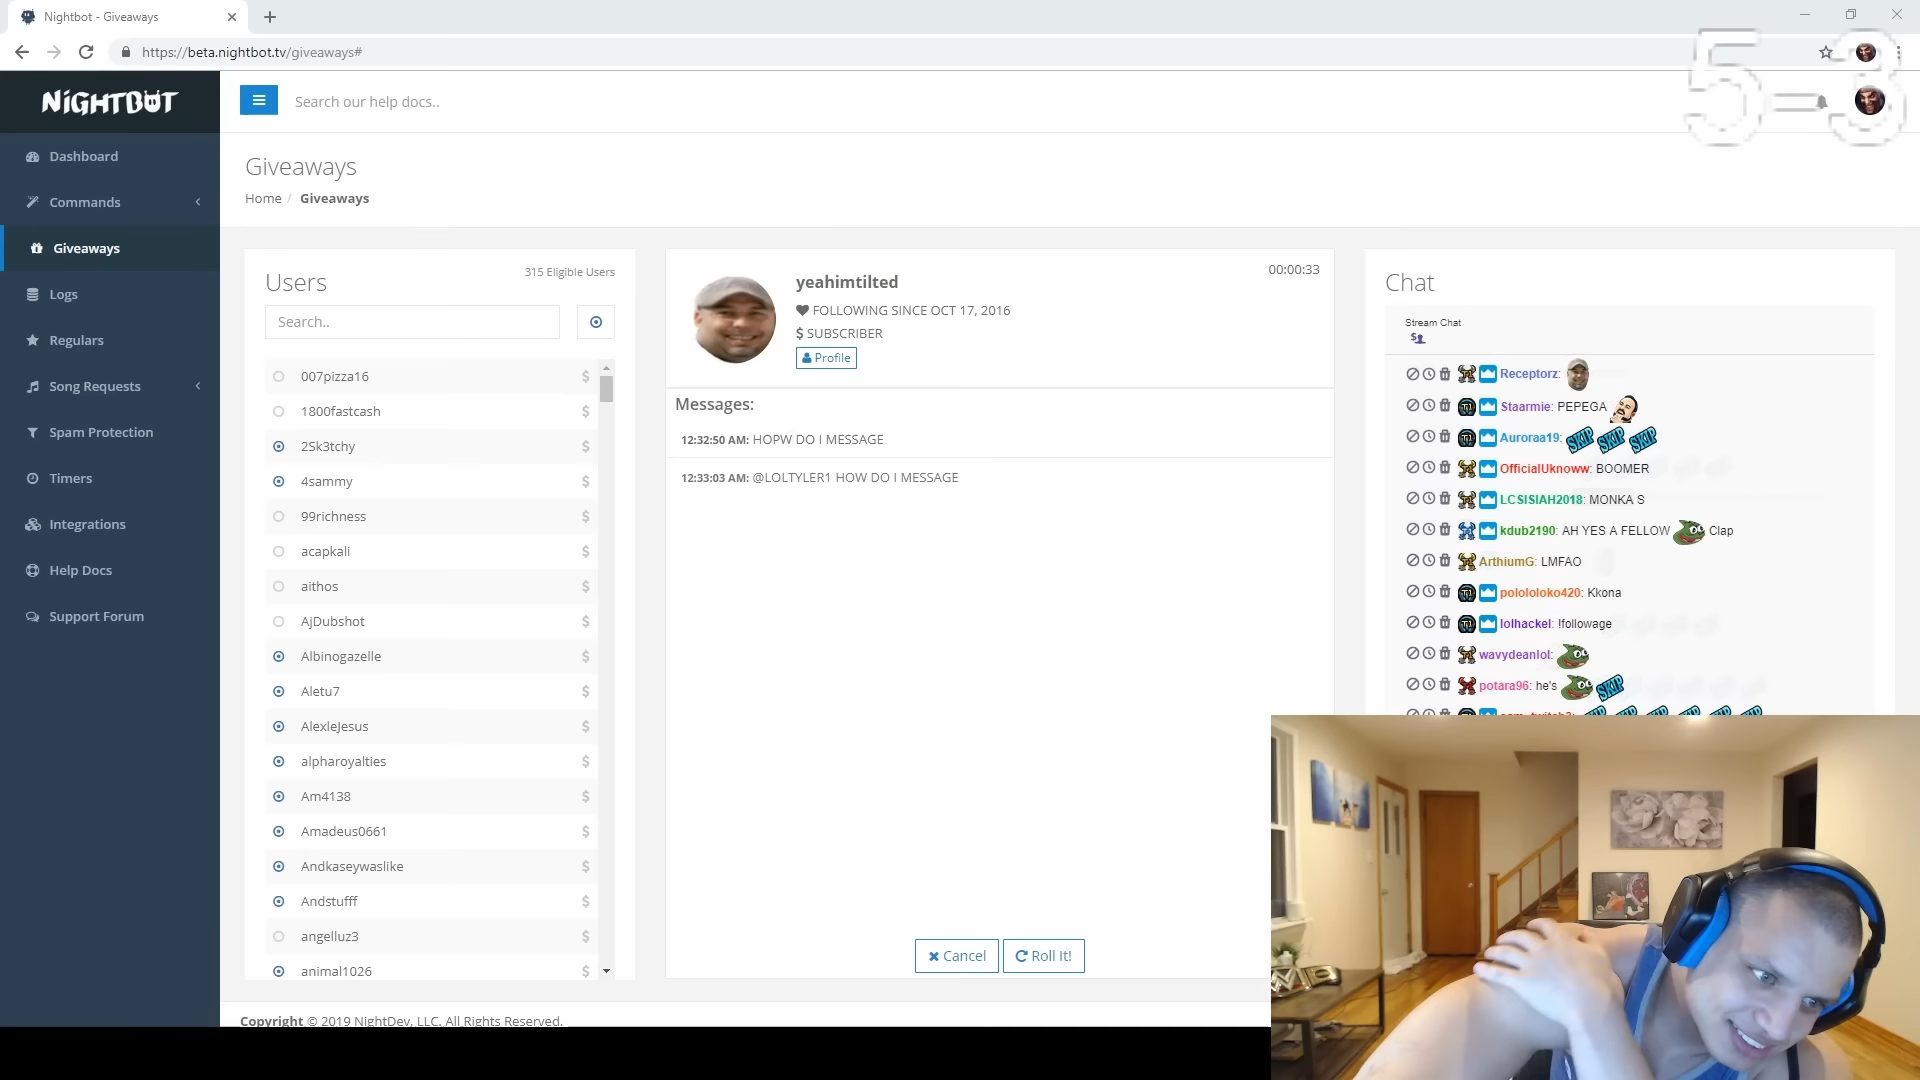 Nightbot - Giveaways
https://beta.nightbot.tv/giveaways#
5-3
NIGHTBOT
Search our help docs..
Dashboard
Commands
Giveaways
Logs
Regulars
Song Requests
Spam Protection
Timers
Integrations
Help Docs
Support Forum
Giveaways
Home / Giveaways
Users
315 Eligible Users
Search..
007pizza16 $
1800fastcash $
2Sk3tchy $
4sammy $
99richness $
acapkali $
aithos $
AjDubshot $
Albinogazelle $
Aletu7 $
AlexleJesus $
alpharoyalties $
Am4138 $
Amadeus0661 $
Andkaseywaslike $
Andstufff $
angelluz3 $
animal1026 $
yeahimtilted
00:00:33
FOLLOWING SINCE OCT 17, 2016
$ SUBSCRIBER
Profile
Messages:
12:32:50 AM: HOPW DO I MESSAGE
12:33:03 AM: @LOLTYLER1 HOW DO I MESSAGE
Cancel
Roll It!
Chat
Stream Chat
Receptorz:
Staarmie: PEPEGA
Auroraa19: SKIP SKIP SKIP
OfficialUknoww: BOOMER
LCSISIAH2018: MONKA S
kdub2190: AH YES A FELLOW Clap
ArthiumG: LMFAO
polololoko420: Kkona
lolhackel: !followage
wavydeanlol:
potara96: he's SKIP
Copyright © 2019 NightDev, LLC. All Rights Reserved.